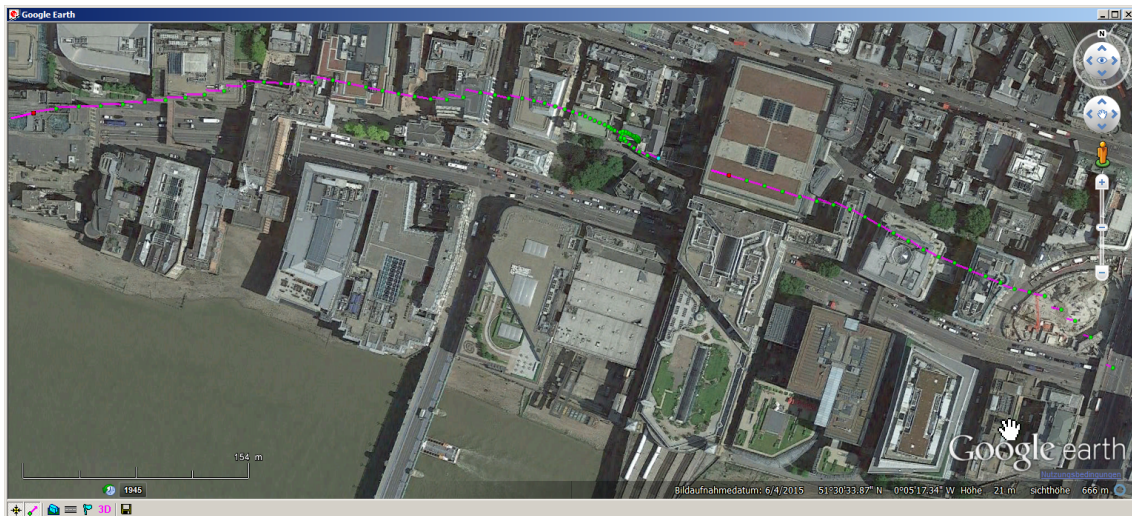 Google Earth
N
154 m
1945
Google earth
Nutzungsbedingungen
Bildaufnahmedatum: 6/4/2015 51°30'33.87" N 0°05'17.34" W Höhe 21 m sichthöhe 666 m
3D